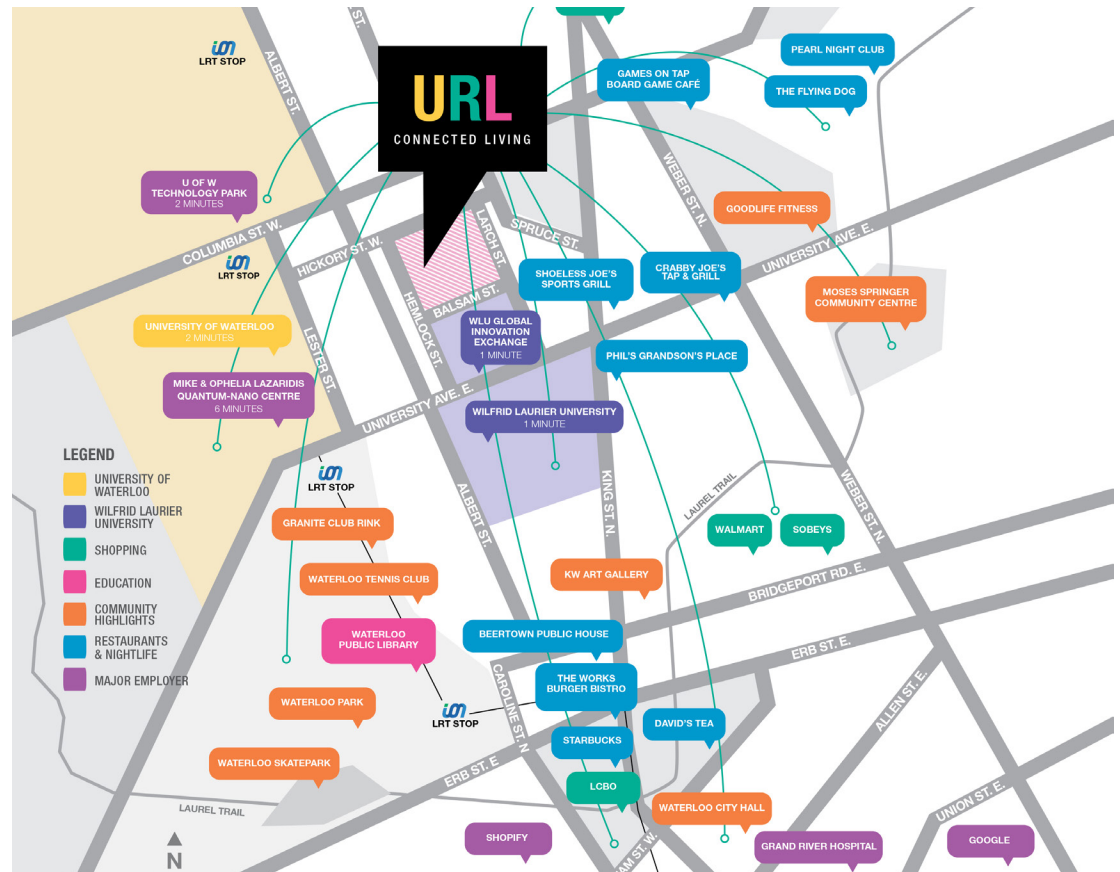 ALBERT ST.
ST.
LRT STOP
URL
CONNECTED LIVING
GAMES ON TAP
BOARD GAME CAFÉ
PEARL NIGHT CLUB
THE FLYING DOG
WEBER ST. N.
U OF W
TECHNOLOGY PARK
2 MINUTES
COLUMBIA ST. W.
HICKORY ST. W.
LARCH ST.
SPRUCE ST.
GOODLIFE FITNESS
UNIVERSITY AVE. E.
LRT STOP
SHOELESS JOE'S
SPORTS GRILL
CRABBY JOE'S
TAP & GRILL
MOSES SPRINGER
COMMUNITY CENTRE
HEMLOCK ST.
BALSAM ST.
UNIVERSITY OF WATERLOO
2 MINUTES
LESTER ST.
WLU GLOBAL
INNOVATION
EXCHANGE
1 MINUTE
PHIL'S GRANDSON'S PLACE
MIKE & OPHELIA LAZARIDIS
QUANTUM-NANO CENTRE
6 MINUTES
UNIVERSITY AVE. E.
WILFRID LAURIER UNIVERSITY
1 MINUTE
LEGEND
UNIVERSITY OF
WATERLOO
WILFRID LAURIER
UNIVERSITY
SHOPPING
EDUCATION
COMMUNITY
HIGHLIGHTS
RESTAURANTS
& NIGHTLIFE
MAJOR EMPLOYER
LRT STOP
ALBERT ST.
KING ST. N.
LAUREL TRAIL
WEBER ST. N.
GRANITE CLUB RINK
WALMART
SOBEYS
WATERLOO TENNIS CLUB
KW ART GALLERY
BRIDGEPORT RD. E.
WATERLOO
PUBLIC LIBRARY
BEERTOWN PUBLIC HOUSE
ERB ST. E.
CAROLINE ST. N
THE WORKS
BURGER BISTRO
ALLEN ST. E.
WATERLOO PARK
LRT STOP
DAVID'S TEA
STARBUCKS
WATERLOO SKATEPARK
ERB ST. E
LCBO
LAUREL TRAIL
WATERLOO CITY HALL
UNION ST. E.
N
SHOPIFY
AM ST. W.
GRAND RIVER HOSPITAL
GOOGLE